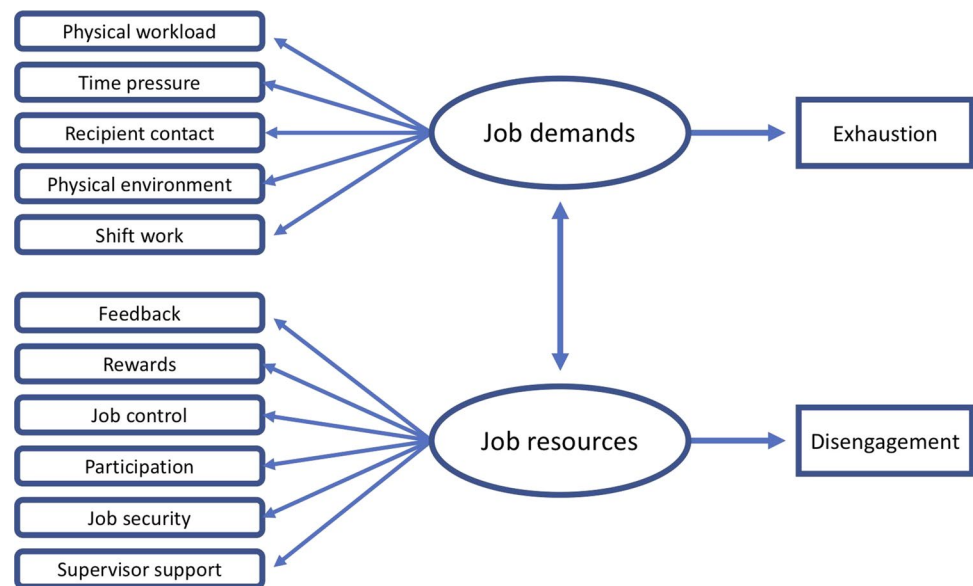 Physical workload
Time pressure
Recipient contact
Physical environment
Shift work
Job demands
Exhaustion
Feedback
Rewards
Job control
Participation
Job security
Supervisor support
Job resources
Disengagement